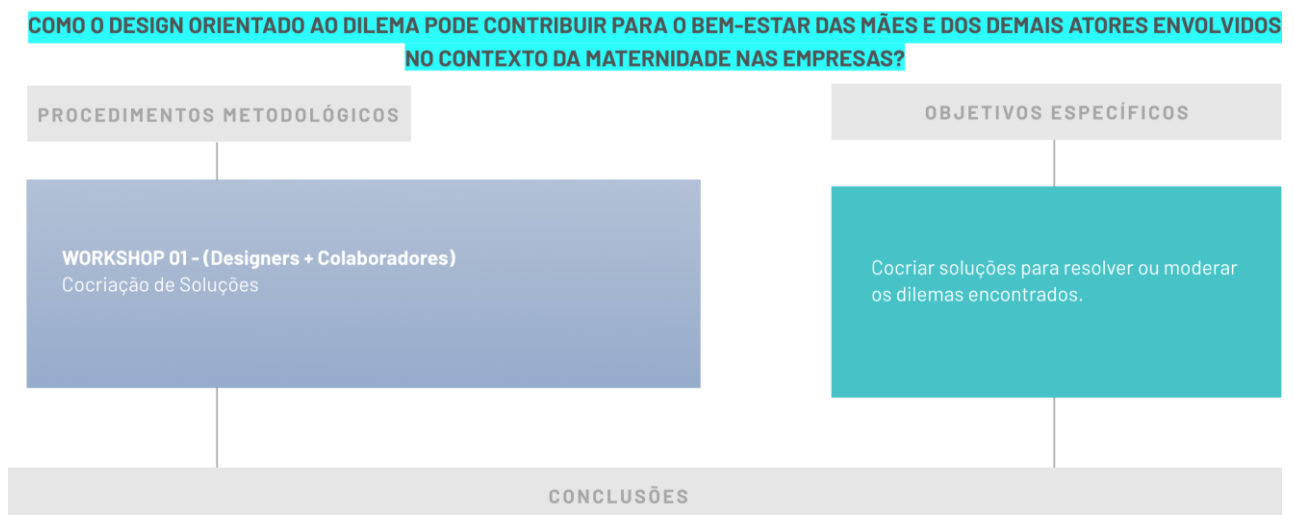 COMO O DESIGN ORIENTADO AO DILEMA PODE CONTRIBUIR PARA O BEM-ESTAR DAS MÃES E DOS DEMAIS ATORES ENVOLVIDOS
NO CONTEXTO DA MATERNIDADE NAS EMPRESAS?
PROCEDIMENTOS METODOLÓGICOS
OBJETIVOS ESPECÍFICOS
WORKSHOP 01 - (Designers + Colaboradores)
Cocriação de Soluções
Cocriar soluções para resolver ou moderar
os dilemas encontrados.
CONCLUSÕES